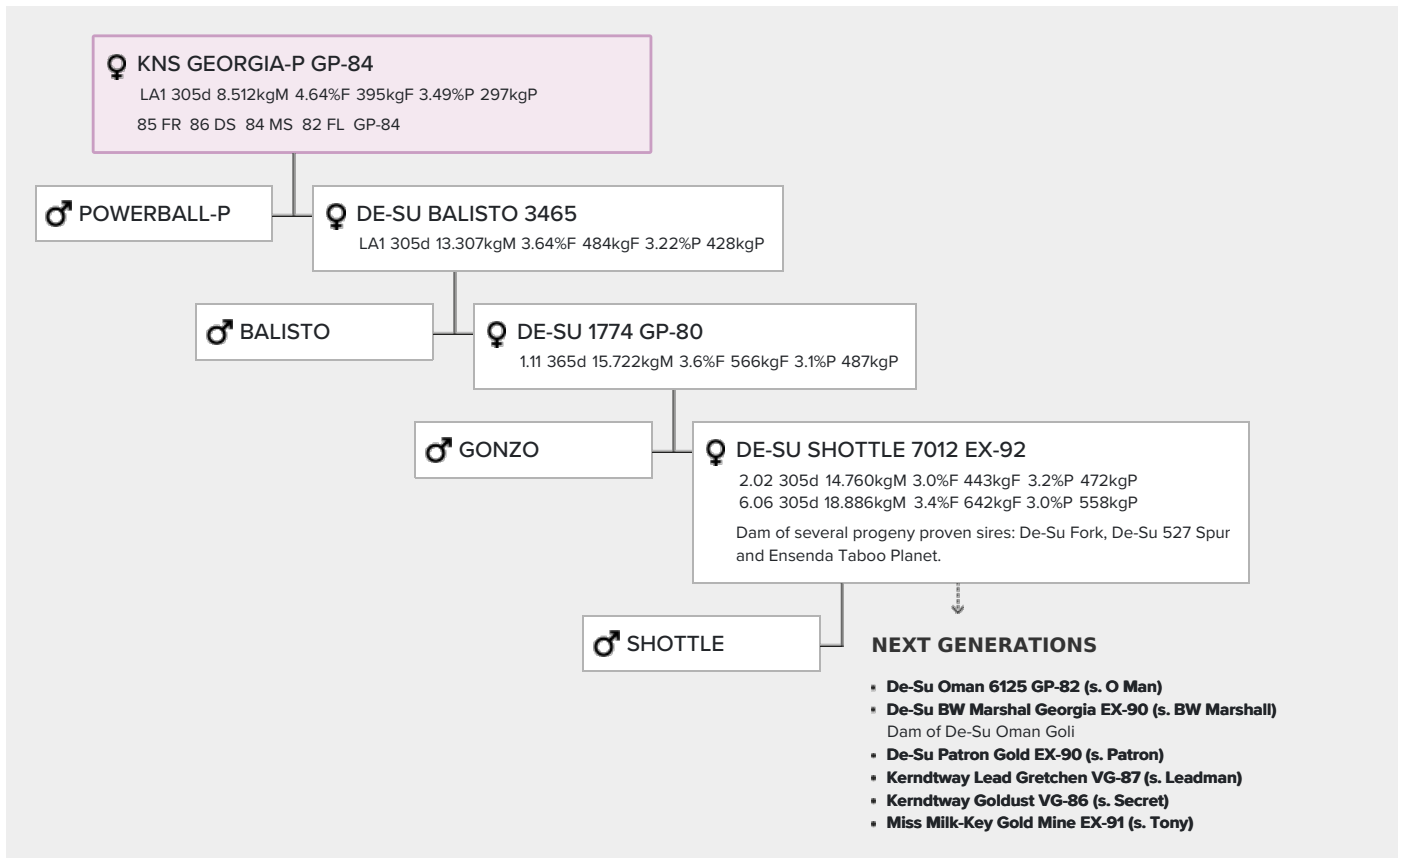 KNS GEORGIA-P GP-84
LA1 305d 8.512kgM 4.64%F 395kgF 3.49%P 297kgP
85 FR 86 DS 84 MS 82 FL GP-84
POWERBALL-P
DE-SU BALISTO 3465
LA1 305d 13.307kgM 3.64%F 484kgF 3.22%P 428kgP
BALISTO
DE-SU 1774 GP-80
1.11 365d 15.722kgM 3.6%F 566kgF 3.1%P 487kgP
GONZO
DE-SU SHOTTLE 7012 EX-92
2.02 305d 14.760kgM 3.0%F 443kgF 3.2%P 472kgP
6.06 305d 18.886kgM 3.4%F 642kgF 3.0%P 558kgP
Dam of several progeny proven sires: De-Su Fork, De-Su 527 Spur
and Ensenda Taboo Planet.
SHOTTLE
NEXT GENERATIONS
De-Su Oman 6125 GP-82 (s. O Man)
De-Su BW Marshal Georgia EX-90 (s. BW Marshall)
Dam of De-Su Oman Goli
De-Su Patron Gold EX-90 (s. Patron)
Kerndtway Lead Gretchen VG-87 (s. Leadman)
Kerndtway Goldust VG-86 (s. Secret)
Miss Milk-Key Gold Mine EX-91 (s. Tony)